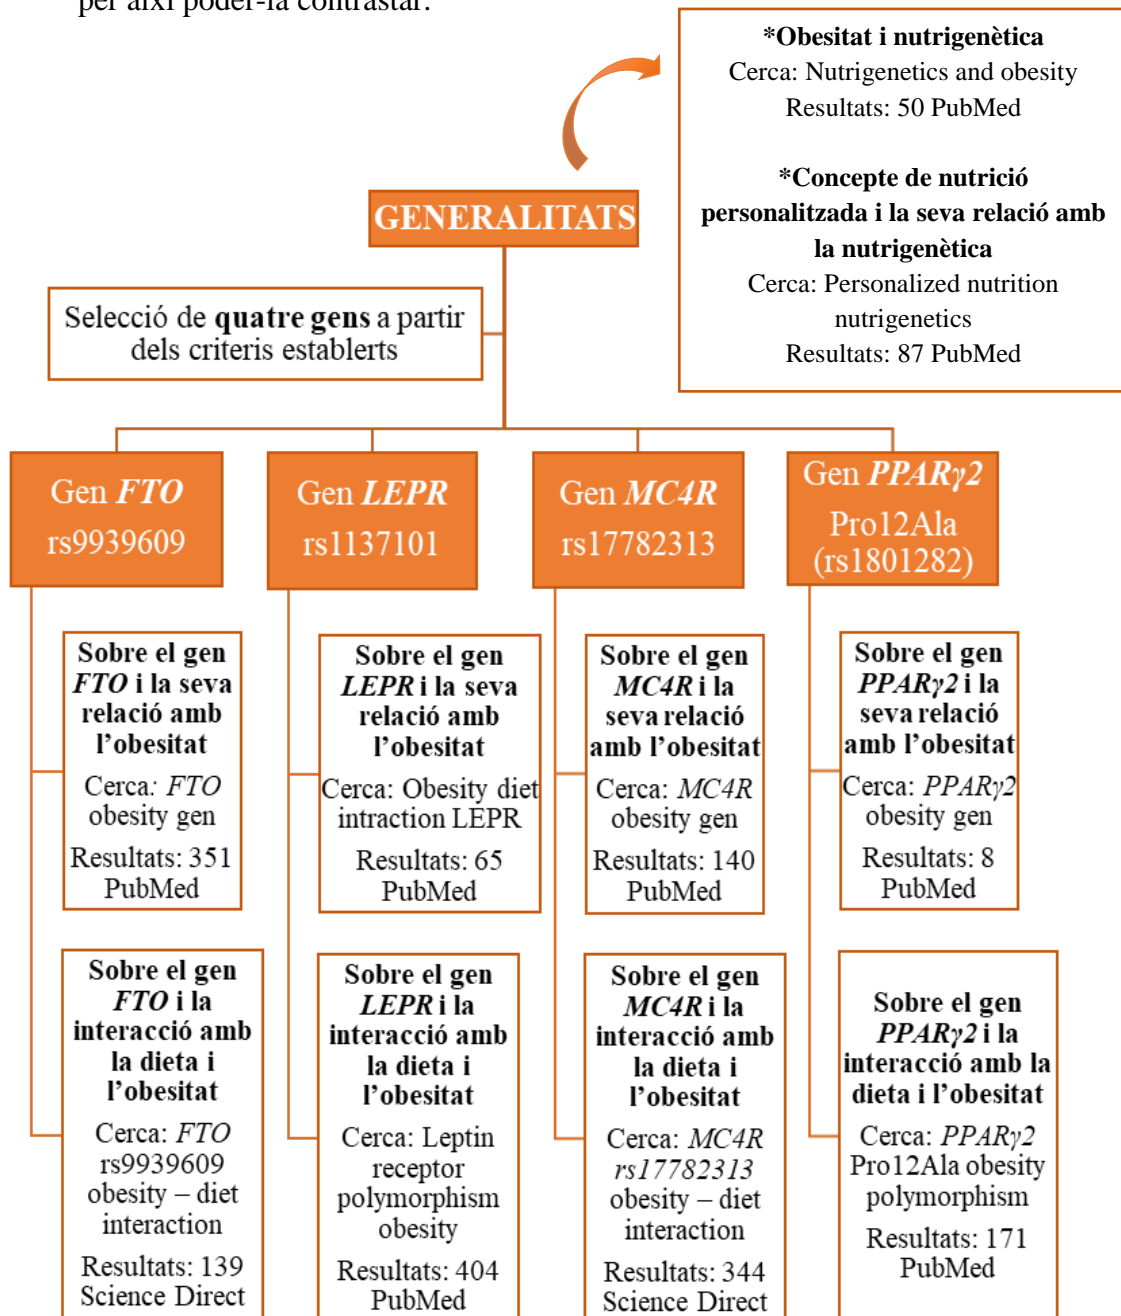 per així poder-la contrastar.
*Obesitat i nutrigenètica
Cerca: Nutrigenetics and obesity
Resultats: 50 PubMed
*Concepte de nutrició
personalitzada i la seva relació amb
la nutrigenètica
Cerca: Personalized nutrition
nutrigenetics
Resultats: 87 PubMed
GENERALITATS
Selecció de quatre gens a partir
dels criteris establerts
Gen FTO
rs9939609
Gen LEPR
rs1137101
Gen MC4R
rs17782313
Gen PPARγ2
Pro12Ala
(rs1801282)
Sobre el gen
FTO i la seva
relació amb
l’obesitat
Cerca: FTO
obesity gen
Resultats: 351
PubMed
Sobre el gen
LEPR i la seva
relació amb
l’obesitat
Cerca: Obesity diet
intraction LEPR
Resultats: 65
PubMed
Sobre el gen
MC4R i la
seva relació
amb l’obesitat
Cerca: MC4R
obesity gen
Resultats: 140
PubMed
Sobre el gen
PPARγ2 i la
seva relació
amb l’obesitat
Cerca: PPARγ2
obesity gen
Resultats: 8
PubMed
Sobre el gen
FTO i la
interacció amb
la dieta i
l’obesitat
Cerca: FTO
rs9939609
obesity – diet
interaction
Resultats: 139
Science Direct
Sobre el gen
LEPR i la
interacció amb
la dieta i
l’obesitat
Cerca: Leptin
receptor
polymorphism
obesity
Resultats: 404
PubMed
Sobre el gen
MC4R i la
interacció amb
la dieta i
l’obesitat
Cerca: MC4R
rs17782313
obesity – diet
interaction
Resultats: 344
Science Direct
Sobre el gen
PPARγ2 i la
interacció amb la
dieta i l’obesitat
Cerca: PPARγ2
Pro12Ala obesity
polymorphism
Resultats: 171
PubMed